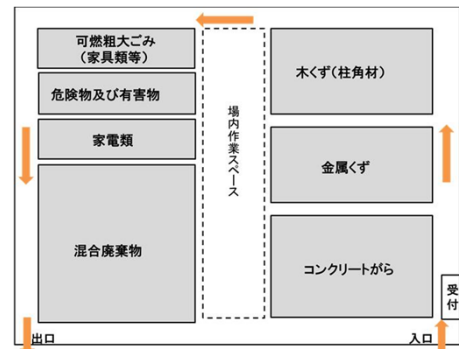 可燃粗大ごみ
(家具類等)
危険物及び有害物
家電類
混合廃棄物
場内作業スペース
木くず(柱角材)
金属くず
コンクリートがら
受付
出口
入口